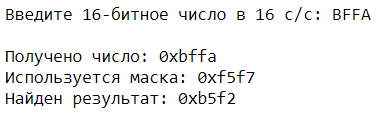 Введите 16-битное число в 16 с/с: BFFA
Получено число: 0xbffa
Используется маска: 0xf5f7
Найден результат: 0xb5f2